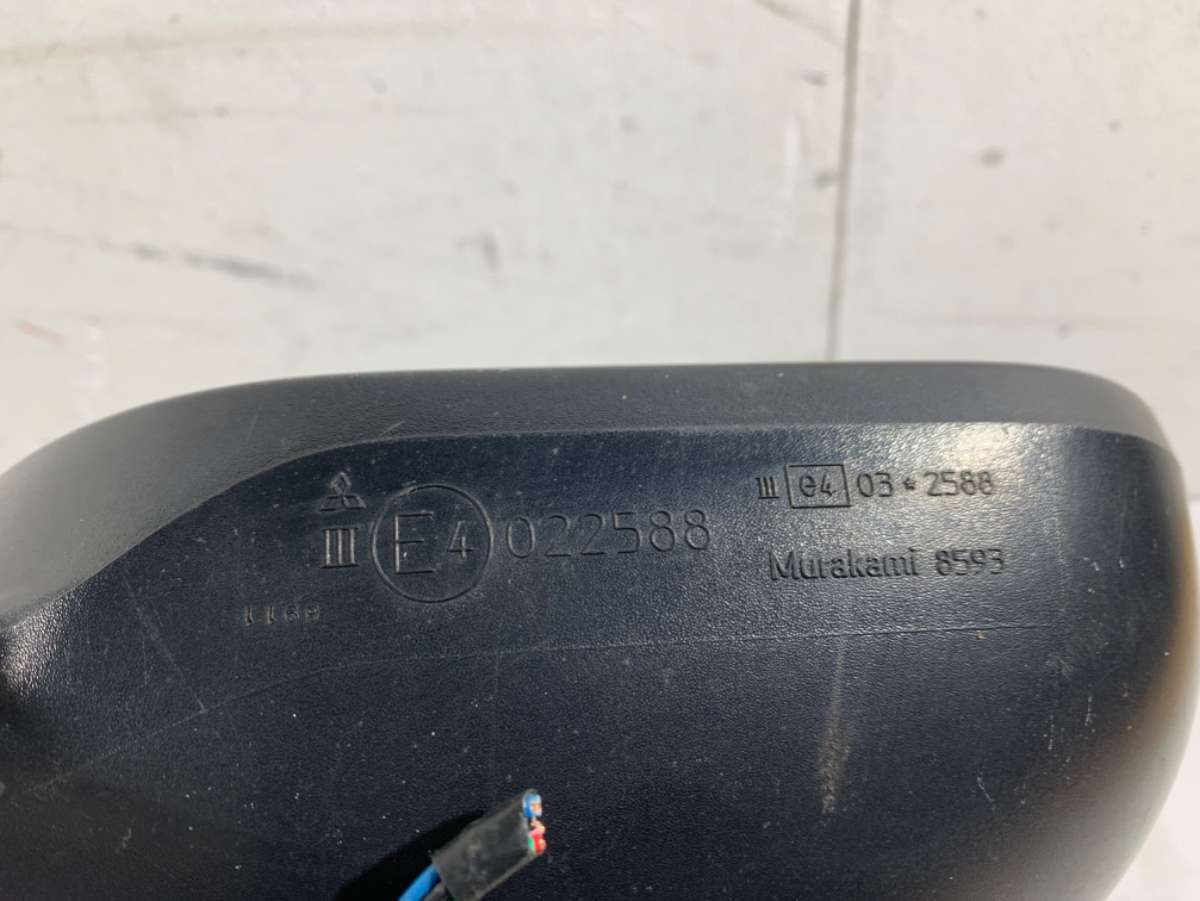 III E4 022588
III e4 03 * 2588
Murakami 8593